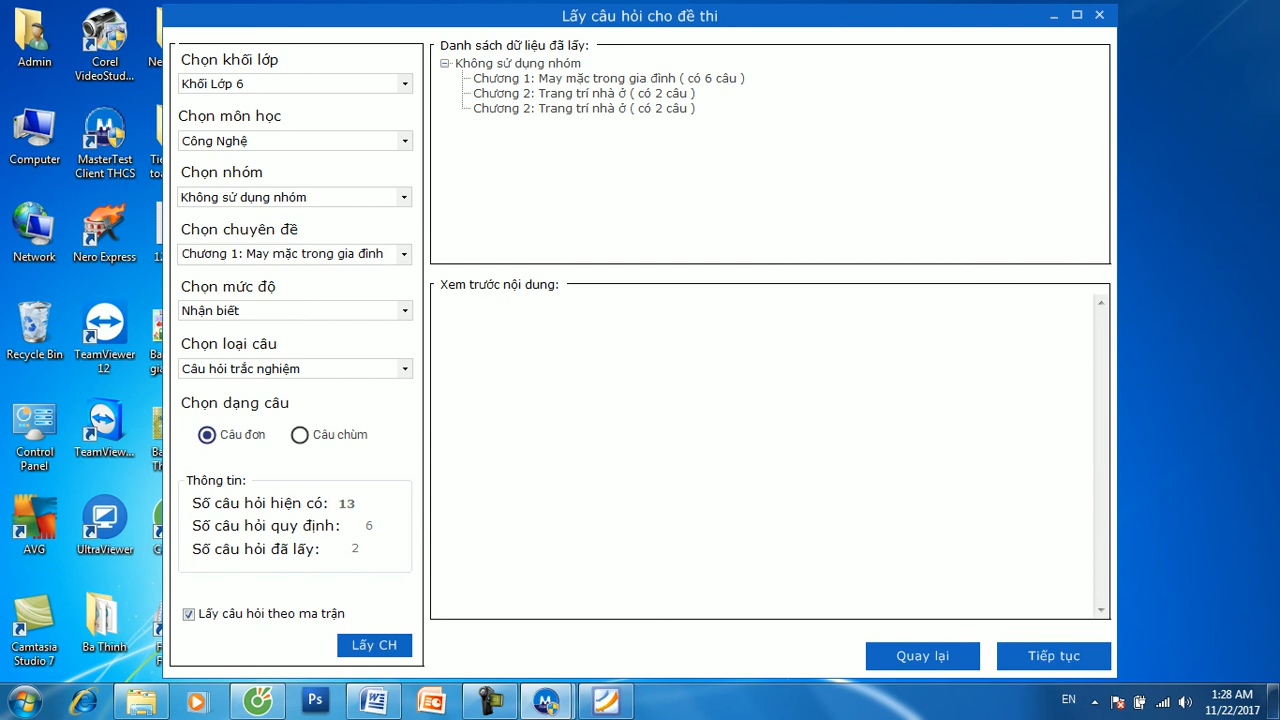 Lấy câu hỏi cho đề thi
Admin
Corel VideoStud...
Computer
MasterTest Client THCS
Network
Nero Express
Recycle Bin
TeamViewer 12
Control Panel
TeamView...
AVG
UltraViewer
Camtasia Studio 7
Ba Thinh
Chọn khối lớp
Khối Lớp 6
Chọn môn học
Công Nghệ
Chọn nhóm
Không sử dụng nhóm
Chọn chuyên đề
Chương 1: May mặc trong gia đình
Chọn mức độ
Nhận biết
Chọn loại câu
Câu hỏi trắc nghiệm
Chọn dạng câu
Câu đơn
Câu chùm
Thông tin:
Số câu hỏi hiện có: 13
Số câu hỏi quy định: 6
Số câu hỏi đã lấy: 2
Lấy câu hỏi theo ma trận
Lấy CH
Danh sách dữ liệu đã lấy:
Không sử dụng nhóm
Chương 1: May mặc trong gia đình ( có 6 câu )
Chương 2: Trang trí nhà ở ( có 2 câu )
Chương 2: Trang trí nhà ở ( có 2 câu )
Xem trước nội dung:
Quay lại
Tiếp tục
Ps
EN
1:28 AM
11/22/2017